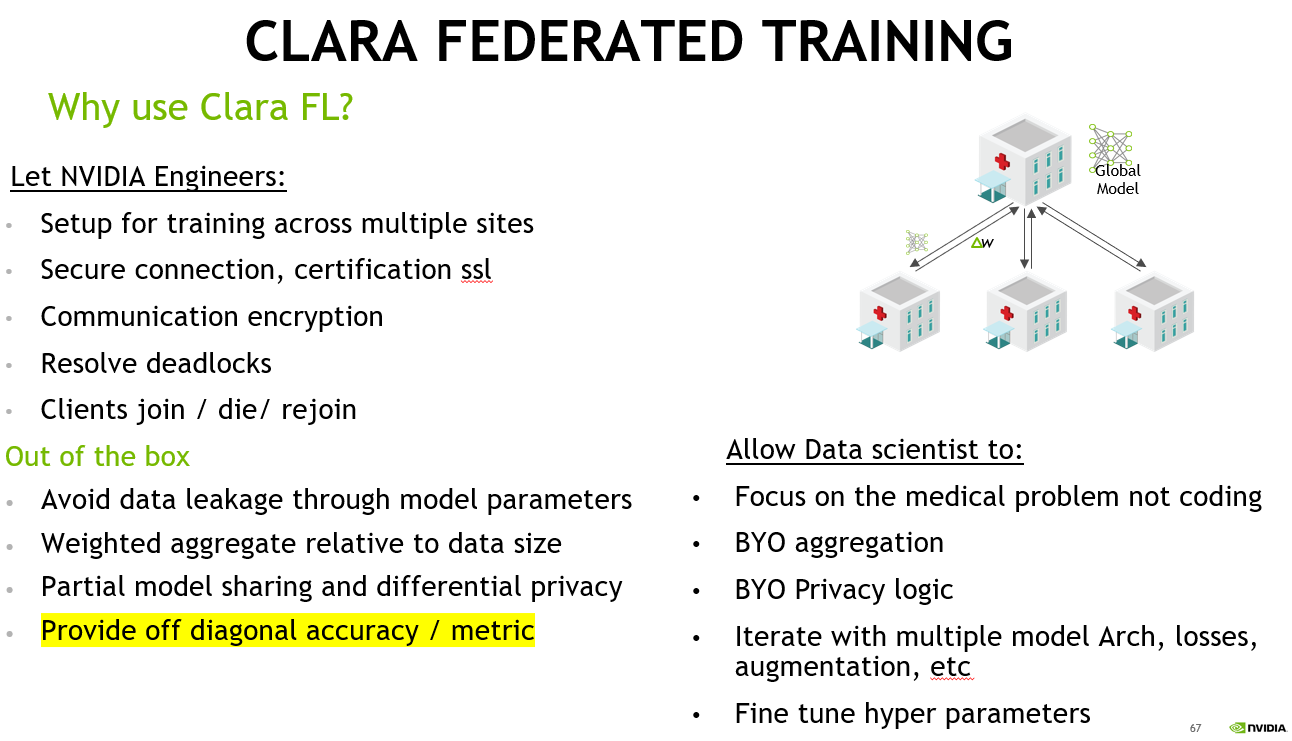 CLARA FEDERATED TRAINING
Why use Clara FL?
Let NVIDIA Engineers:
Setup for training across multiple sites
Secure connection, certification ssl
Communication encryption
Resolve deadlocks
Clients join / die/ rejoin
Out of the box
Avoid data leakage through model parameters
Weighted aggregate relative to data size
Partial model sharing and differential privacy
Provide off diagonal accuracy / metric
Global
Model
Δw
Allow Data scientist to:
Focus on the medical problem not coding
BYO aggregation
BYO Privacy logic
Iterate with multiple model Arch, losses,
augmentation, etc
Fine tune hyper parameters
67
NVIDIA